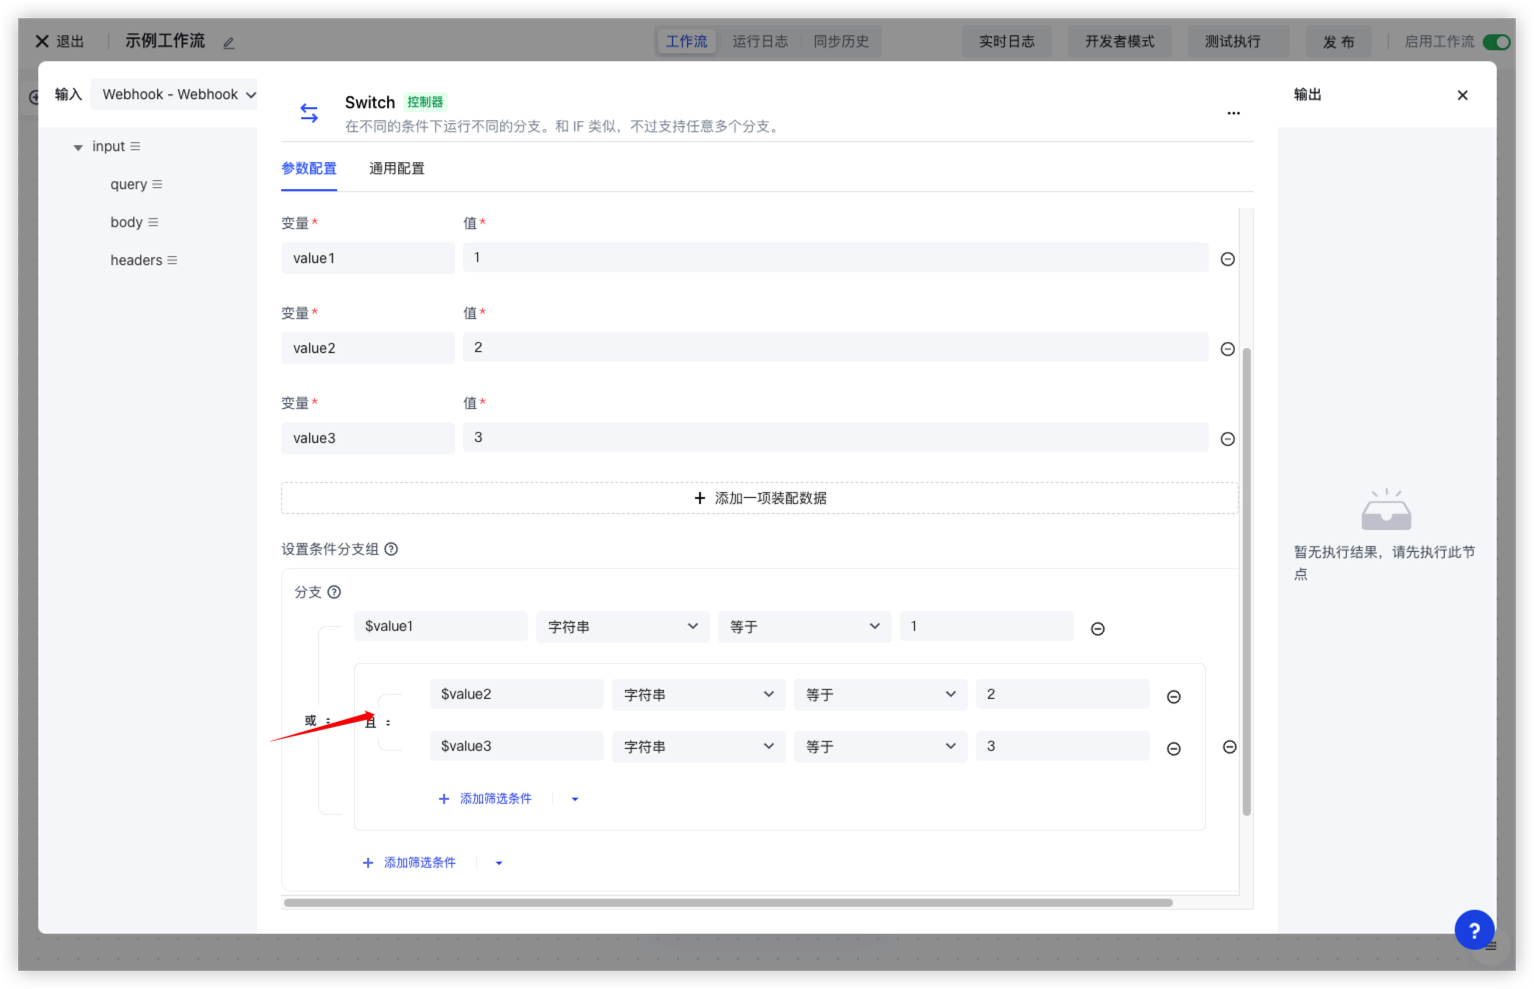 退出
示例工作流
工作流
运行日志
同步历史
实时日志
开发者模式
测试执行
发布
启用工作流
输入
Webhook - Webhook
input
query
body
headers
Switch 控制器
在不同的条件下运行不同的分支。和 IF 类似，不过支持任意多个分支。
参数配置
通用配置
变量* 值*
value1 1
变量* 值*
value2 2
变量* 值*
value3 3
+ 添加一项装配数据
设置条件分支组 ?
分支 ?
$value1 字符串 等于 1
$value2 字符串 等于 2
或
且
$value3 字符串 等于 3
+ 添加筛选条件
+ 添加筛选条件
输出
暂无执行结果，请先执行此节
点
?